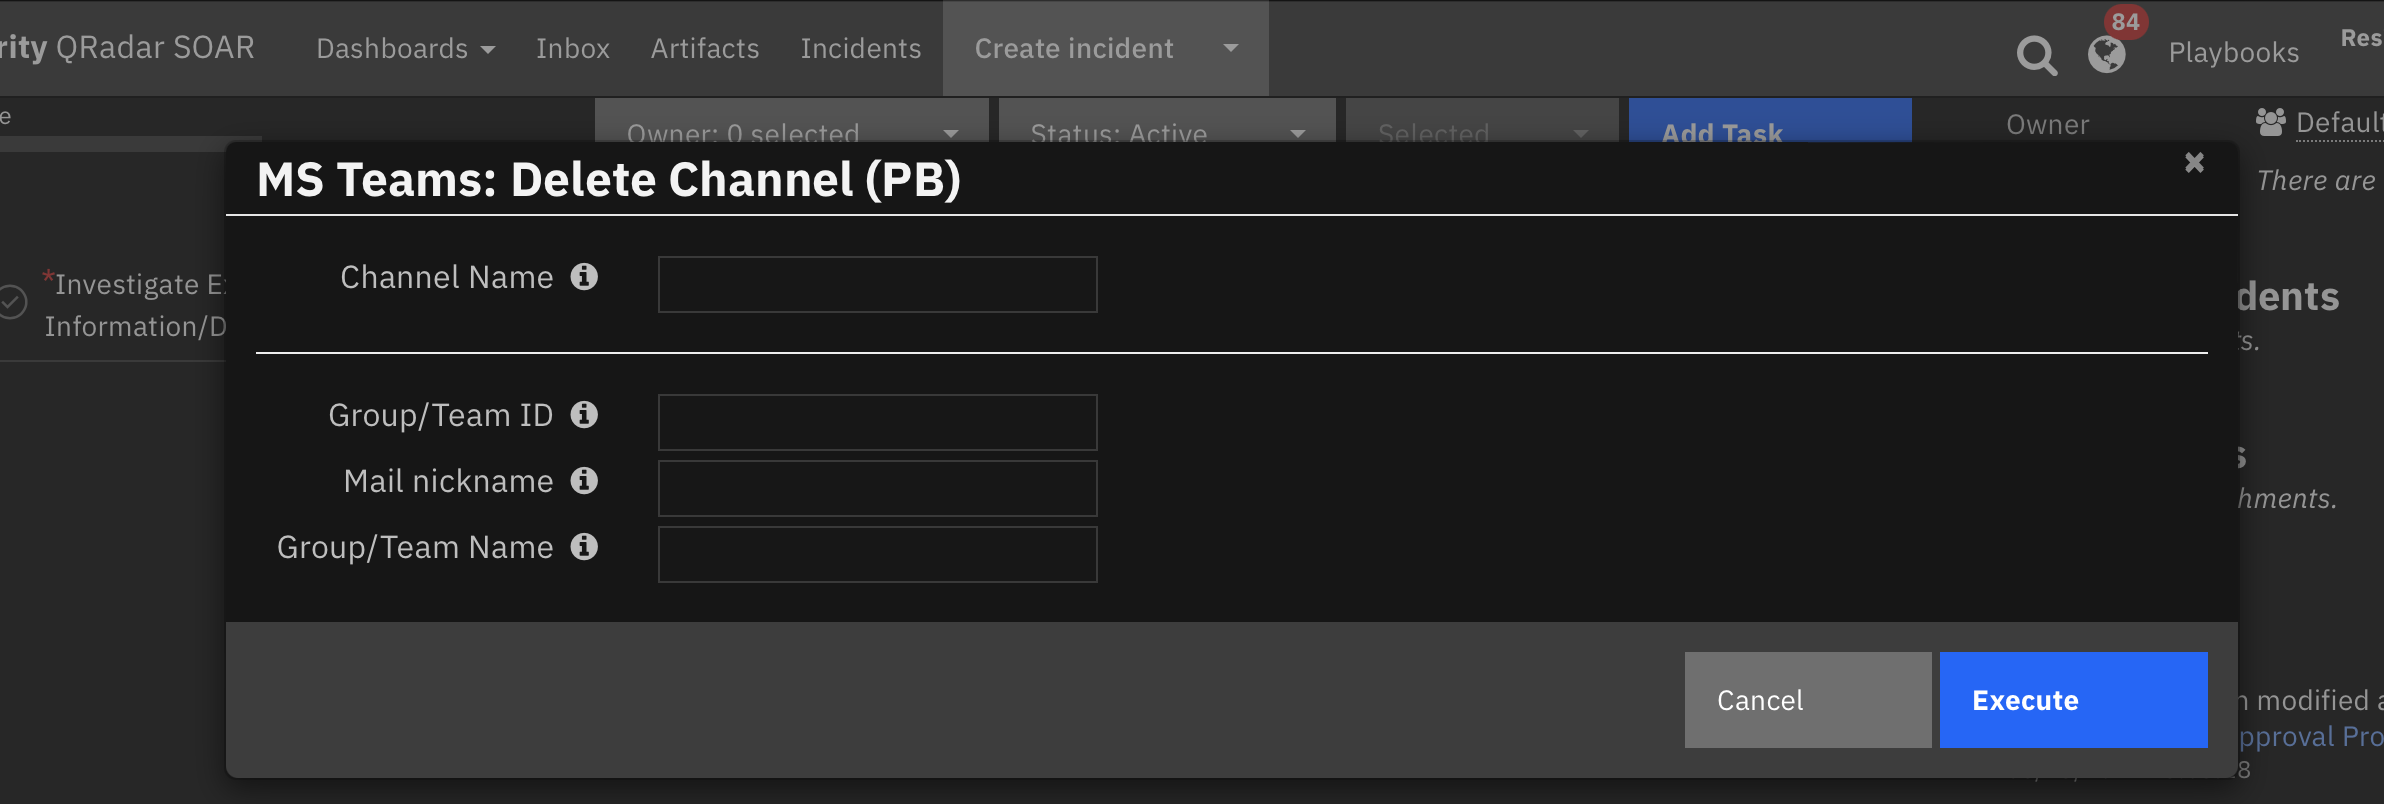 rity QRadar SOAR Dashboards Inbox Artifacts Incidents Create incident 84 Playbooks Res
e Owner: 0 selected Status: Active Selected Add Task Owner Default
MS Teams: Delete Channel (PB)
There are
Channel Name
*Investigate E
Information/D
dents
s.
Group/Team ID
Mail nickname
s
hments.
Group/Team Name
Cancel Execute
modified a
pproval Pro
8